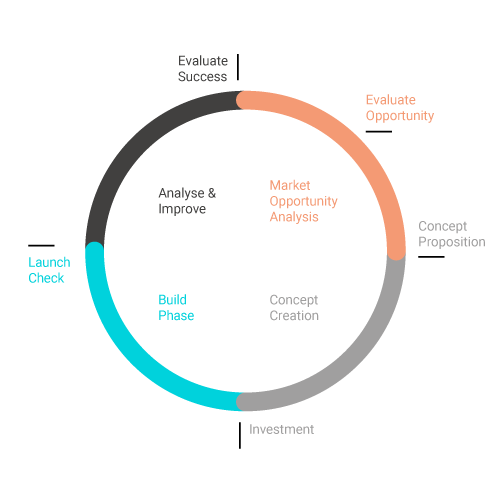 Evaluate
Success
Evaluate
Opportunity
Analyse &
Improve
Market
Opportunity
Analysis
Concept
Proposition
Launch
Check
Build
Phase
Concept
Creation
Investment